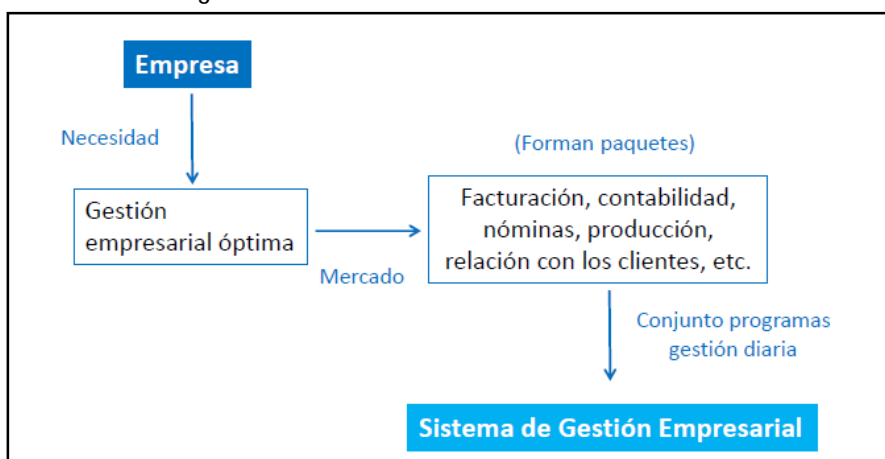 Empresa
Necesidad
(Forman paquetes)
Gestión
empresarial óptima
Facturación, contabilidad,
nóminas, producción,
relación con los clientes, etc.
Mercado
Conjunto programas
gestión diaria
Sistema de Gestión Empresarial